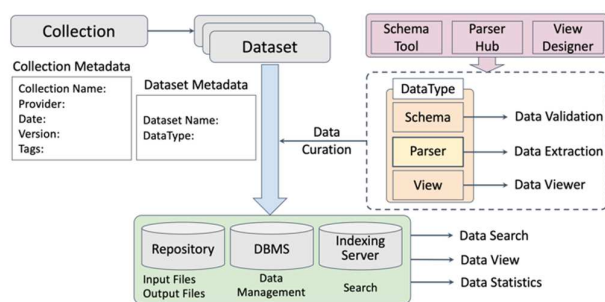 Collection
Dataset
Schema
Tool
Parser
Hub
View
Designer
Collection Metadata
Collection Name:
Provider:
Date:
Version:
Tags:
Dataset Metadata
Dataset Name:
DataType:
Data
Curation
DataType
Schema
Parser
View
Data Validation
Data Extraction
Data Viewer
Repository
DBMS
Indexing
Server
Input Files
Output Files
Data
Management
Search
Data Search
Data View
Data Statistics